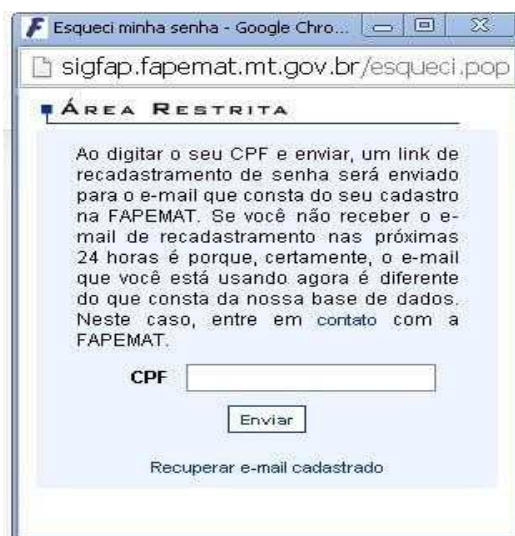 Esqueci minha senha - Google Chro...
sigfap.fapemat.mt.gov.br/esqueci.pop
ÁREA RESTRITA
Ao digitar o seu CPF e enviar, um link de
recadastramento de senha será enviado
para o e-mail que consta do seu cadastro
na FAPEMAT. Se você não receber o e-
mail de recadastramento nas próximas
24 horas é porque, certamente, o e-mail
que você está usando agora é diferente
do que consta da nossa base de dados.
Neste caso, entre em contato com a
FAPEMAT.
CPF
Enviar
Recuperar e-mail cadastrado